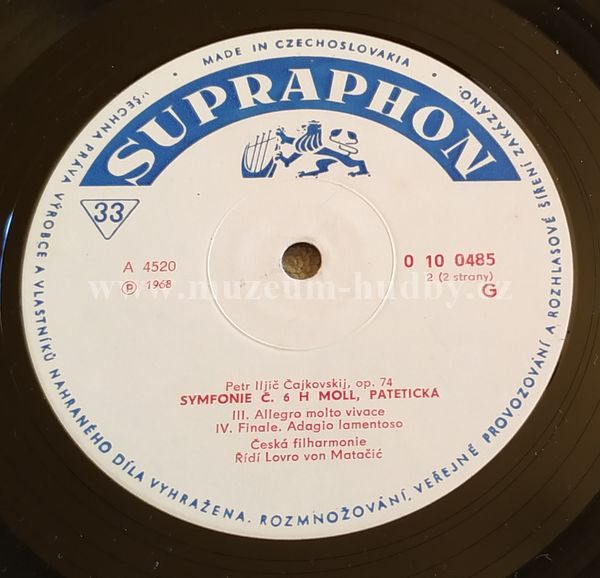 • MADE IN CZECHOSLOVAKIA •
SUPRAPHON
33
A 4520
℗ 1968
0 10 0485
2 (2 strany)
G
www.muzeum-hudby.cz
Petr Iljič Čajkovskij, op. 74
SYMFONIE Č. 6 H MOLL, PATETICKÁ
III. Allegro molto vivace
IV. Finale. Adagio lamentoso
Česká filharmonie
Řídí Lovro von Matačić
VŠECHNA PRÁVA VÝROBCE A VLASTNÍKŮ NAHRANÉHO DÍLA VYHRAŽENA. ROZMNOŽOVÁNÍ, VEŘEJNÉ PROVOZOVÁNÍ A ROZHLASOVÉ ŠÍŘENÍ ZAKÁZÁNO.